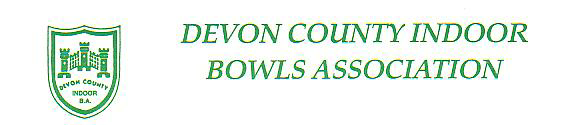 DEVON COUNTY INDOOR
BOWLS ASSOCIATION
DEVON COUNTY
INDOOR
B.A.